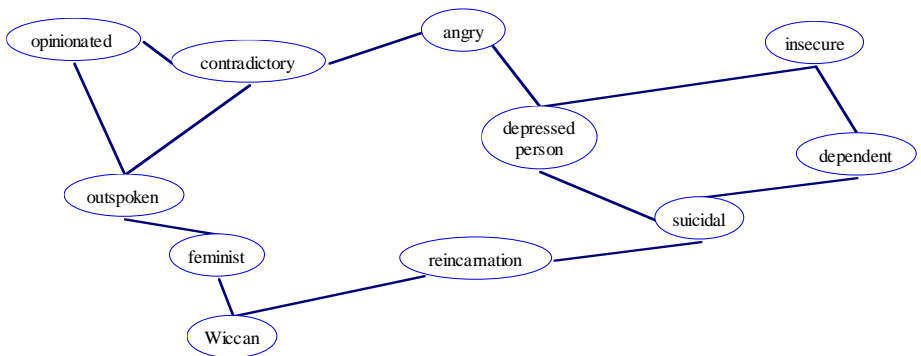 opinionated
contradictory
angry
insecure
depressed
person
dependent
outspoken
suicidal
feminist
reincarnation
Wiccan